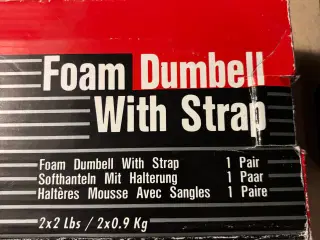 Foam Dumbell
With Strap
Foam Dumbell With Strap 1 Pair
Softhanteln Mit Halterung 1 Paar
Haltères Mousse Avec Sangles 1 Paire
2x2 Lbs / 2x0.9 Kg